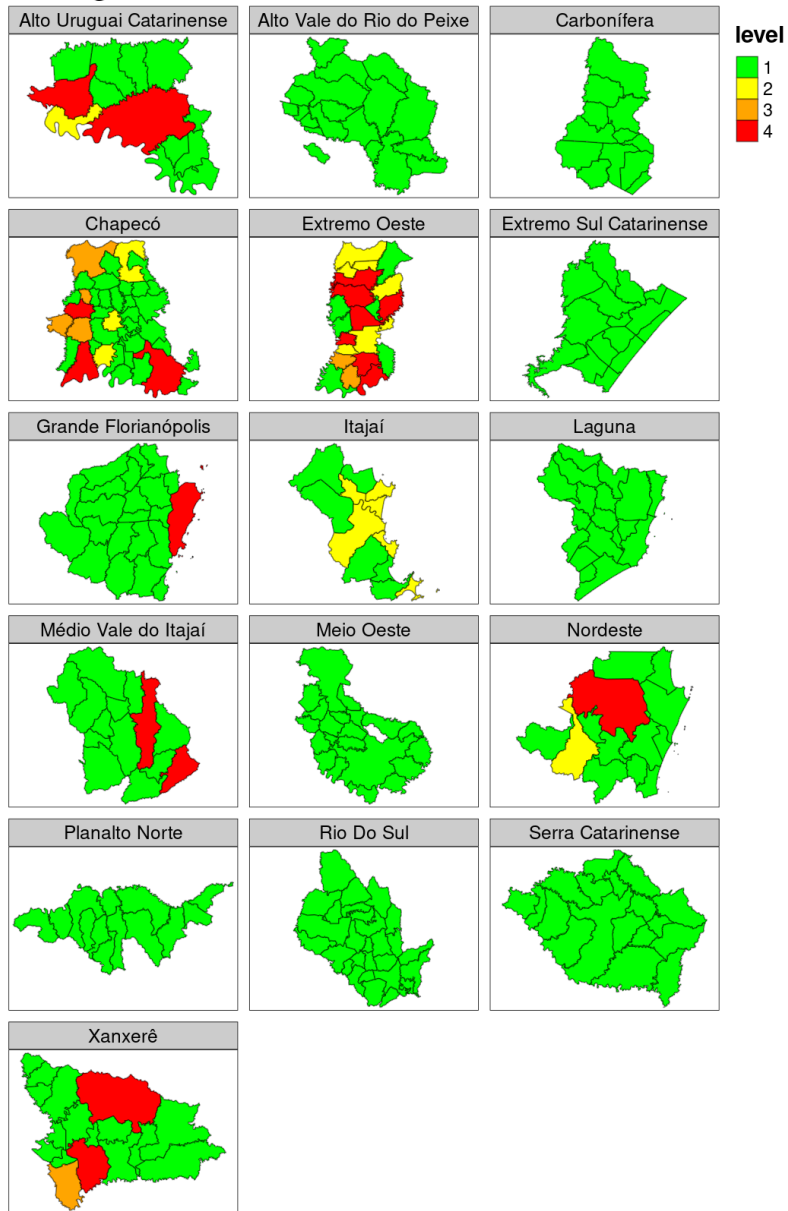 Alto Uruguai Catarinense
Alto Vale do Rio do Peixe
Carbonífera
level
1
2
3
4
Chapecó
Extremo Oeste
Extremo Sul Catarinense
Grande Florianópolis
Itajaí
Laguna
Médio Vale do Itajaí
Meio Oeste
Nordeste
Planalto Norte
Rio Do Sul
Serra Catarinense
Xanxerê